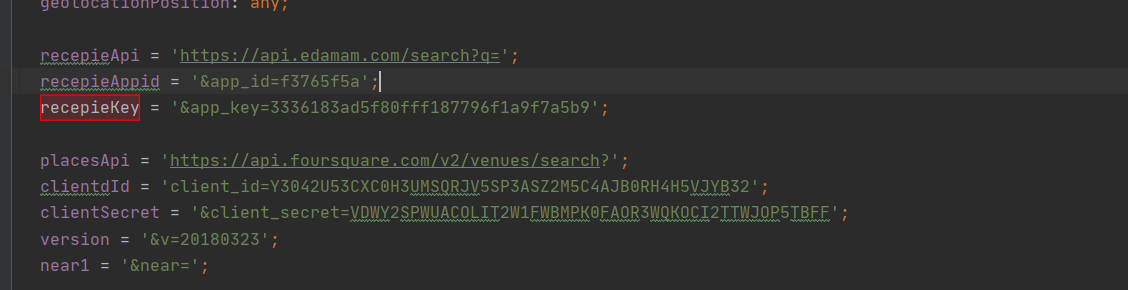 geolocationPosition: any;
recepieApi = 'https://api.edamam.com/search?q=';
recepieAppid = '&app_id=f3765f5a';
recepieKey = '&app_key=3336183ad5f80fff187796f1a9f7a5b9';
placesApi = 'https://api.foursquare.com/v2/venues/search?';
clientdId = 'client_id=Y3042U53CXC0H3UMSQRJV5SP3ASZ2M5C4AJB0RH4H5VJYB32';
clientSecret = '&client_secret=VDWY2SPWUACOLIT2W1FWBMPK0FAOR3WQKOCI2TTWJOP5TBFF';
version = '&v=20180323';
near1 = '&near=';